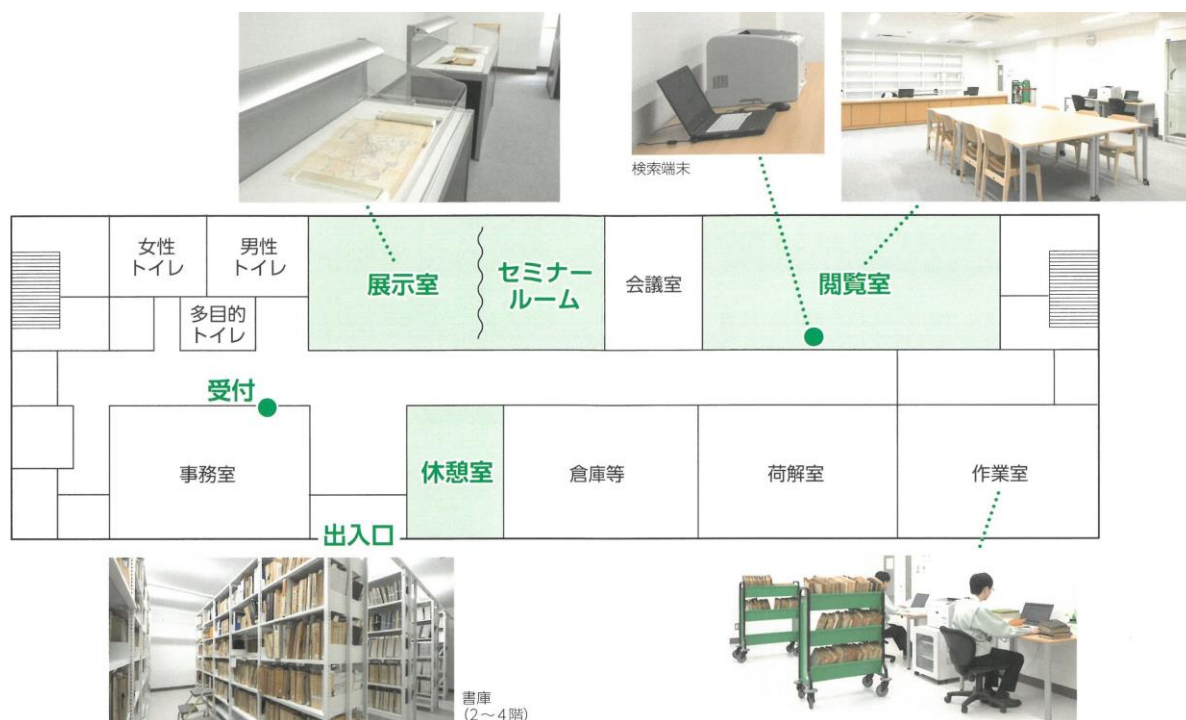 検索端末
女性
トイレ
男性
トイレ
多目的
トイレ
展示室
セミナー
ルーム
会議室
閲覧室
受付
事務室
休憩室
倉庫等
荷解室
作業室
出入口
書庫
(2～4階)